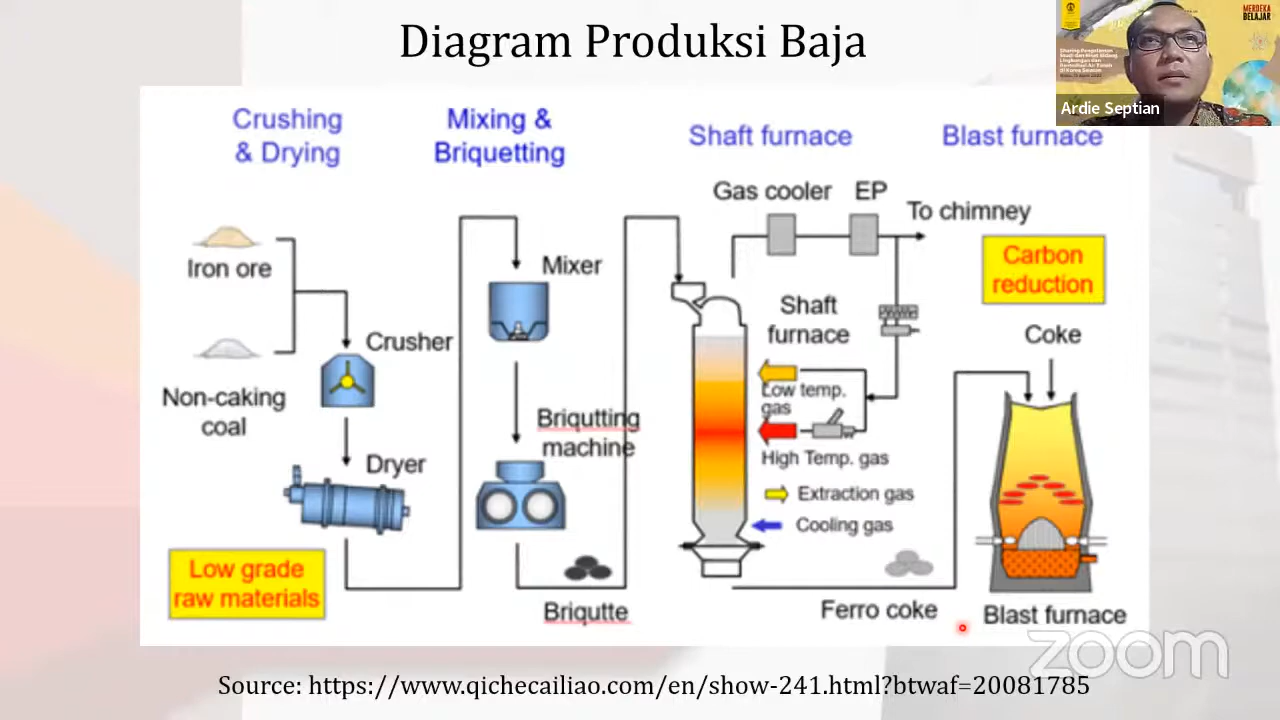 Diagram Produksi Baja
MERDEKA
BELAJAR
Ardie Septian
Crushing
& Drying
Mixing &
Briquetting
Shaft furnace
Blast furnace
Gas cooler
EP
To chimney
Iron ore
Mixer
Carbon
reduction
Shaft
furnace
Crusher
Coke
Non-caking
coal
Low temp.
gas
Briqutting
machine
Dryer
High Temp. gas
Extraction gas
Cooling gas
Low grade
raw materials
Briqutte
Ferro coke
Blast furnace
zoom
Source: https://www.qichecailiao.com/en/show-241.html?btwaf=20081785